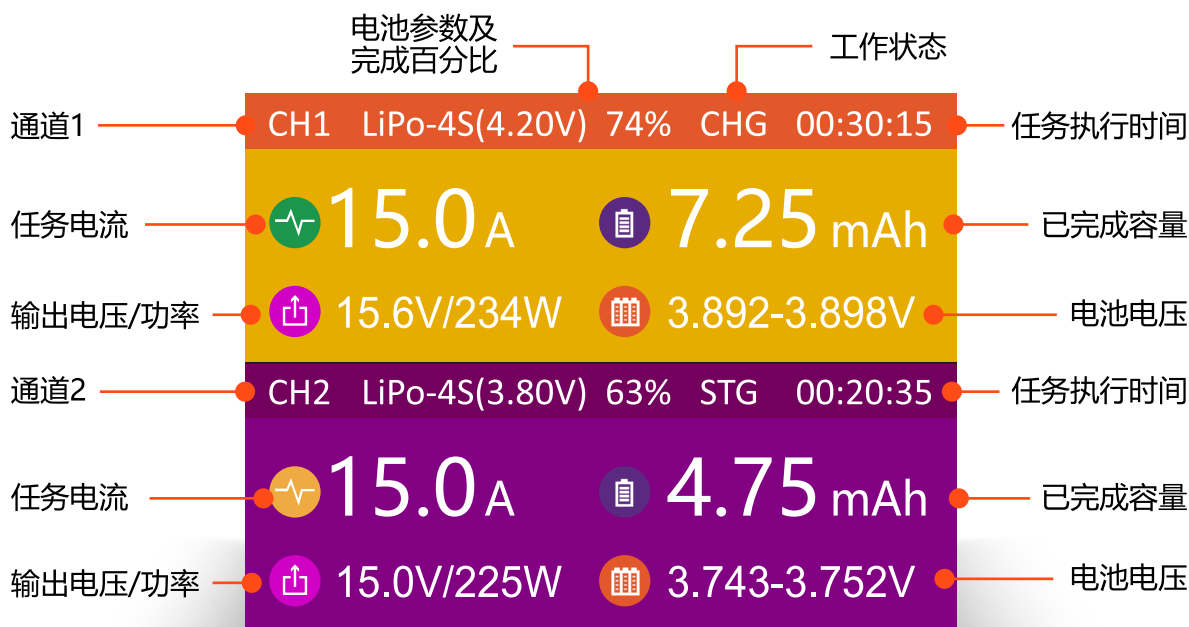 电池参数及
完成百分比
工作状态
通道1
CH1 LiPo-4S(4.20V) 74% CHG 00:30:15
任务执行时间
任务电流
15.0 A
7.25 mAh
已完成容量
输出电压/功率
15.6V/234W
3.892-3.898V
电池电压
通道2
CH2 LiPo-4S(3.80V) 63% STG 00:20:35
任务执行时间
任务电流
15.0 A
4.75 mAh
已完成容量
输出电压/功率
15.0V/225W
3.743-3.752V
电池电压